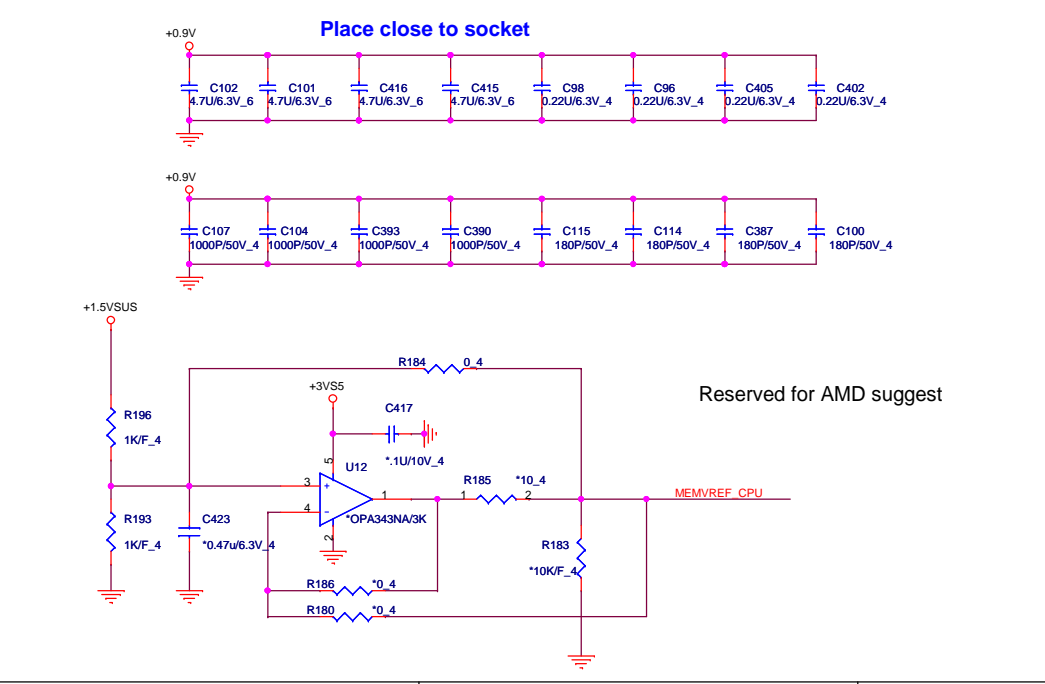 Place close to socket
+0.9V
C102
4.7U/6.3V_6
C101
4.7U/6.3V_6
C416
4.7U/6.3V_6
C415
4.7U/6.3V_6
C98
0.22U/6.3V_4
C96
0.22U/6.3V_4
C405
0.22U/6.3V_4
C402
0.22U/6.3V_4
+0.9V
C107
1000P/50V_4
C104
1000P/50V_4
C393
1000P/50V_4
C390
1000P/50V_4
C115
180P/50V_4
C114
180P/50V_4
C387
180P/50V_4
C100
180P/50V_4
+1.5VSUS
R184
0_4
+3VS5
Reserved for AMD suggest
C417
*.1U/10V_4
R196
1K/F_4
5
U12
3
+
4
-
1
2
*OPA343NA/3K
R185
*10_4
1
2
MEMVREF_CPU
R193
1K/F_4
C423
*0.47u/6.3V_4
R183
*10K/F_4
R186
*0_4
R180
*0_4